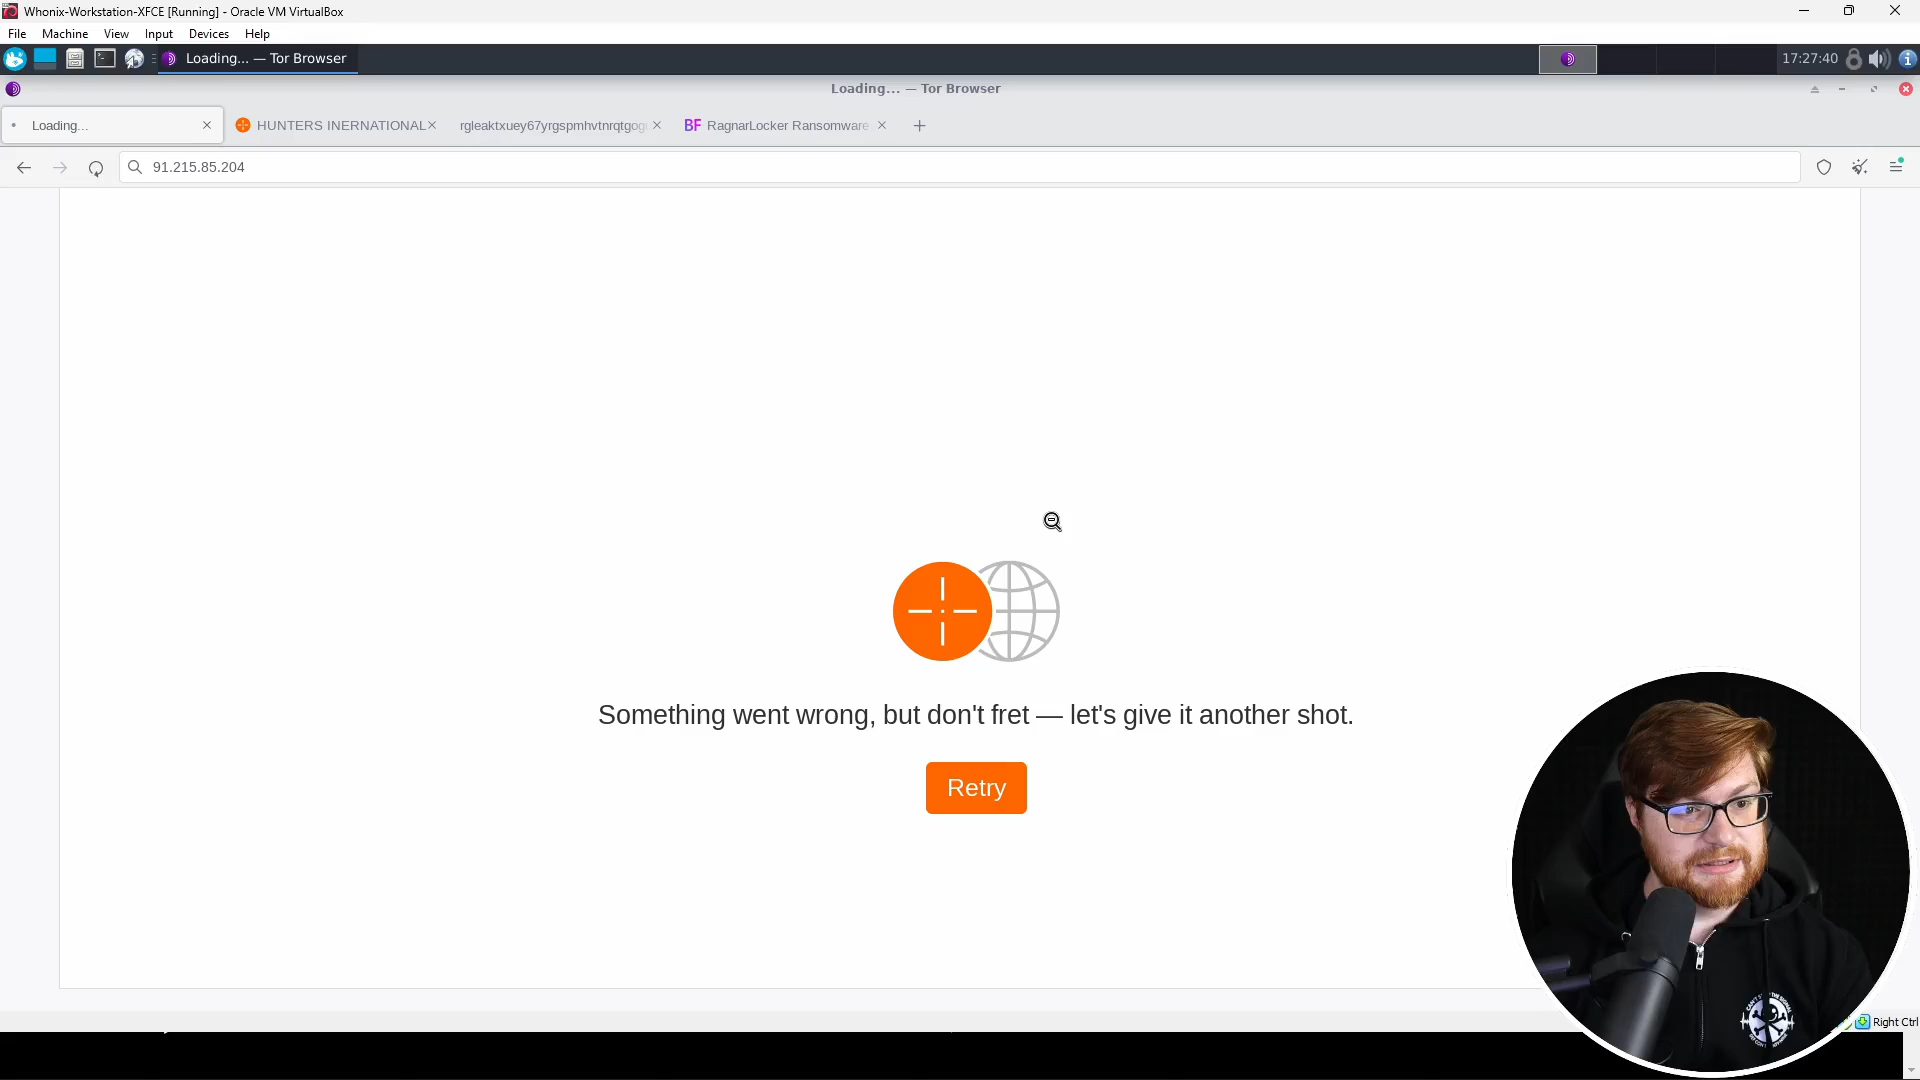 Whonix-Workstation-XFCE [Running] - Oracle VM VirtualBox
File Machine View Input Devices Help
Loading... — Tor Browser
17:27:40
Loading... — Tor Browser
Loading...
HUNTERS INERNATIONAL
rgleaktxuey67yrgspmhvtnrqtgog
BF RagnarLocker Ransomware
91.215.85.204
Something went wrong, but don't fret — let's give it another shot.
Retry
Right Ctrl